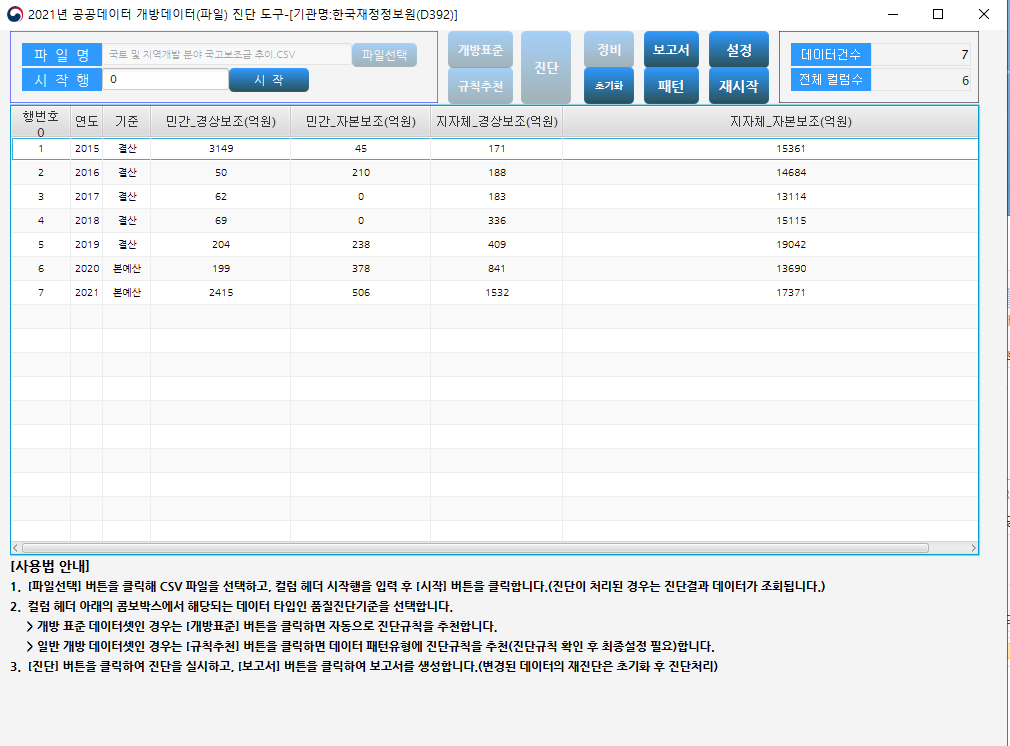 2021년 공공데이터 개방데이터(파일) 진단 도구-[기관명:한국재정정보원(D392)]
파 일 명 국토 및 지역개발 분야 국고보조금 추이.CSV 파일선택
시 작 행 0 시 작
개방표준 진단 정비 보고서 설정
규칙추천 초기화 패턴 재시작
데이터건수 7
전체 컬럼수 6
행번호 연도 기준 민간_경상보조(억원) 민간_자본보조(억원) 지자체_경상보조(억원) 지자체_자본보조(억원)
0
1 2015 결산 3149 45 171 15361
2 2016 결산 50 210 188 14684
3 2017 결산 62 0 183 13114
4 2018 결산 69 0 336 15115
5 2019 결산 204 238 409 19042
6 2020 본예산 199 378 841 13690
7 2021 본예산 2415 506 1532 17371
[사용법 안내]
1. [파일선택] 버튼을 클릭해 CSV 파일을 선택하고, 컬럼 헤더 시작행을 입력 후 [시작] 버튼을 클릭합니다.(진단이 처리된 경우는 진단결과 데이터가 조회됩니다.)
2. 컬럼 헤더 아래의 콤보박스에서 해당되는 데이터 타입인 품질진단기준을 선택합니다.
> 개방 표준 데이터셋인 경우는 [개방표준] 버튼을 클릭하면 자동으로 진단규칙을 추천합니다.
> 일반 개방 데이터셋인 경우는 [규칙추천] 버튼을 클릭하면 데이터 패턴유형에 진단규칙을 추천(진단규칙 확인 후 최종설정 필요)합니다.
3. [진단] 버튼을 클릭하여 진단을 실시하고, [보고서] 버튼을 클릭하여 보고서를 생성합니다.(변경된 데이터의 재진단은 초기화 후 진단처리)